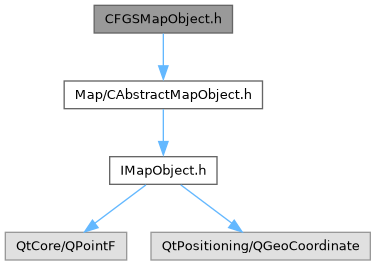 CFGSMapObject.h
Map/CAbstractMapObject.h
IMapObject.h
QtCore/QPointF
QtPositioning/QGeoCoordinate